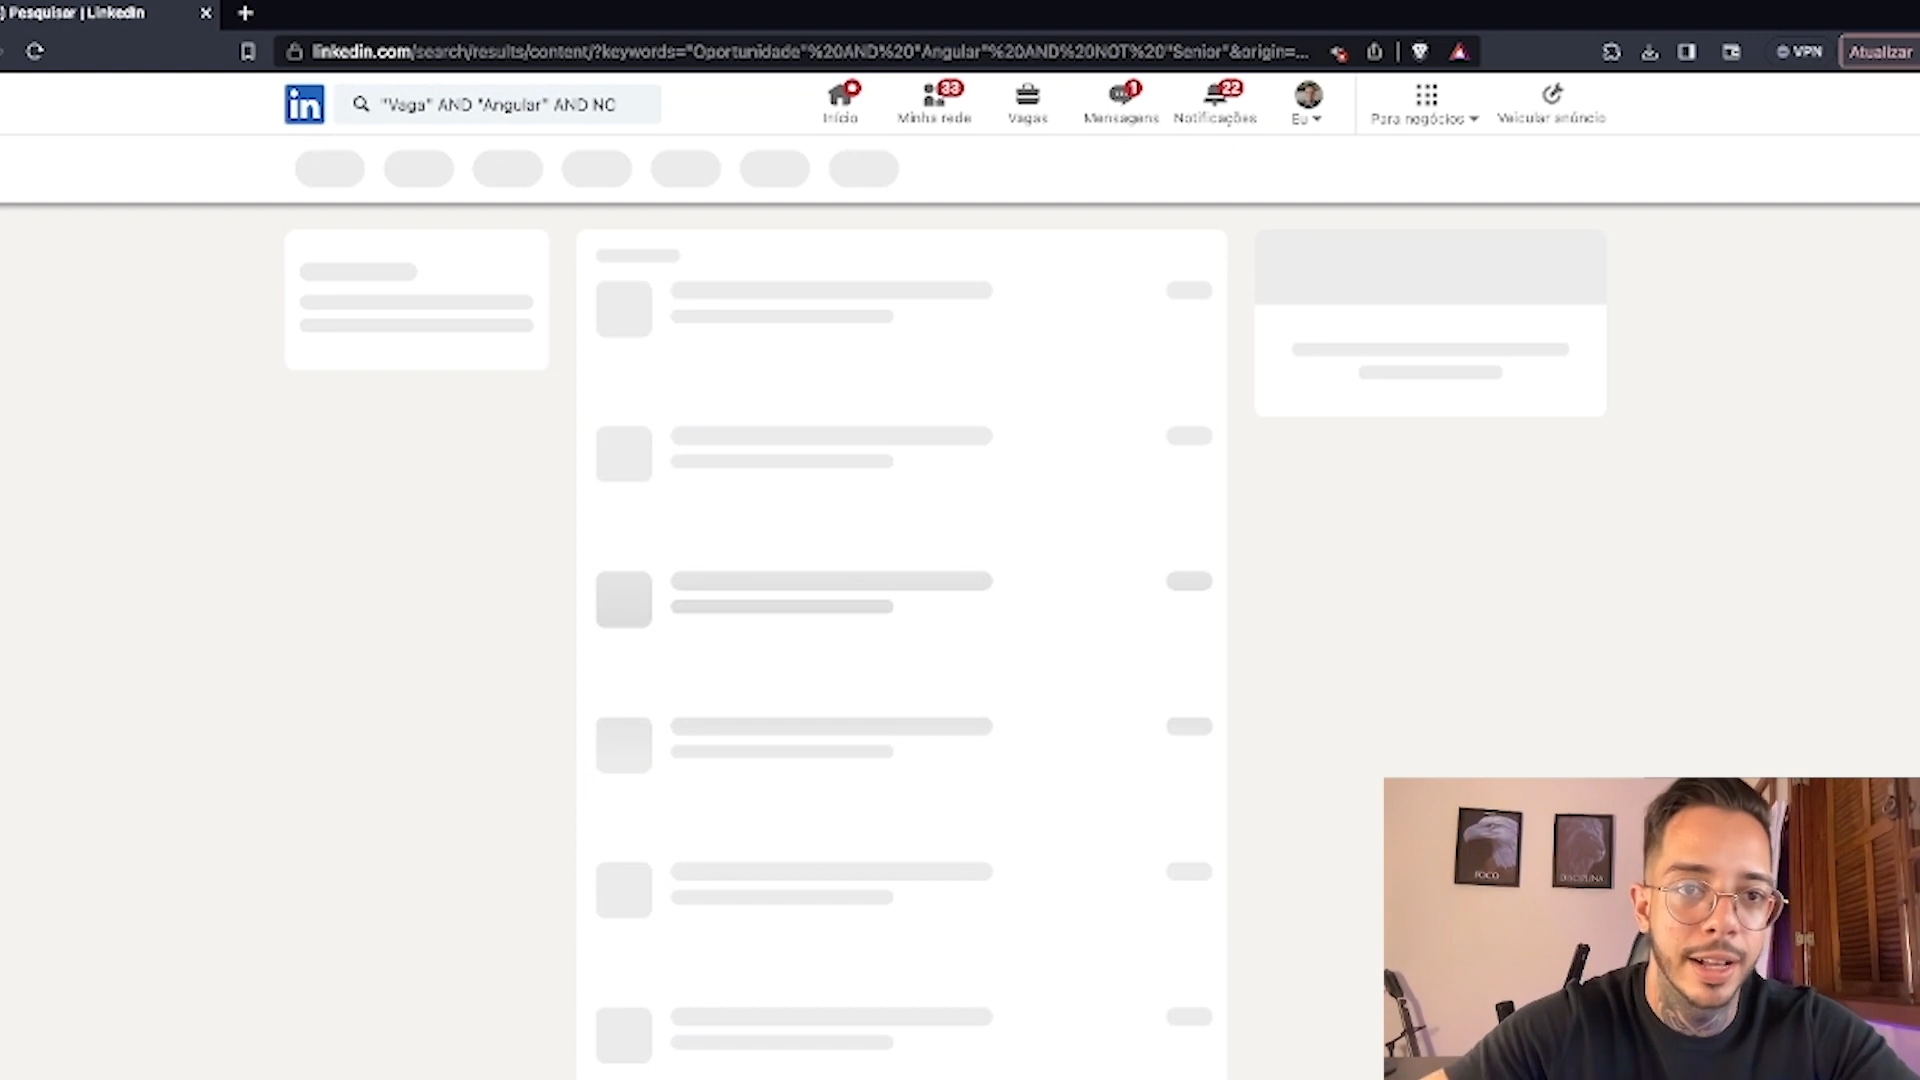 Pesquisar | LinkedIn
linkedin.com/search/results/content/?keywords="Oportunidade"%20AND%20"Angular"%20AND%20NOT%20"Senior"&origin=...
VPN
Atualizar
in
"Vaga" AND "Angular" AND NO
33
1
22
Início
Minha rede
Vagas
Mensagens
Notificações
Eu
Para negócios
Veicular anúncio
FOCO
DISCIPLINA